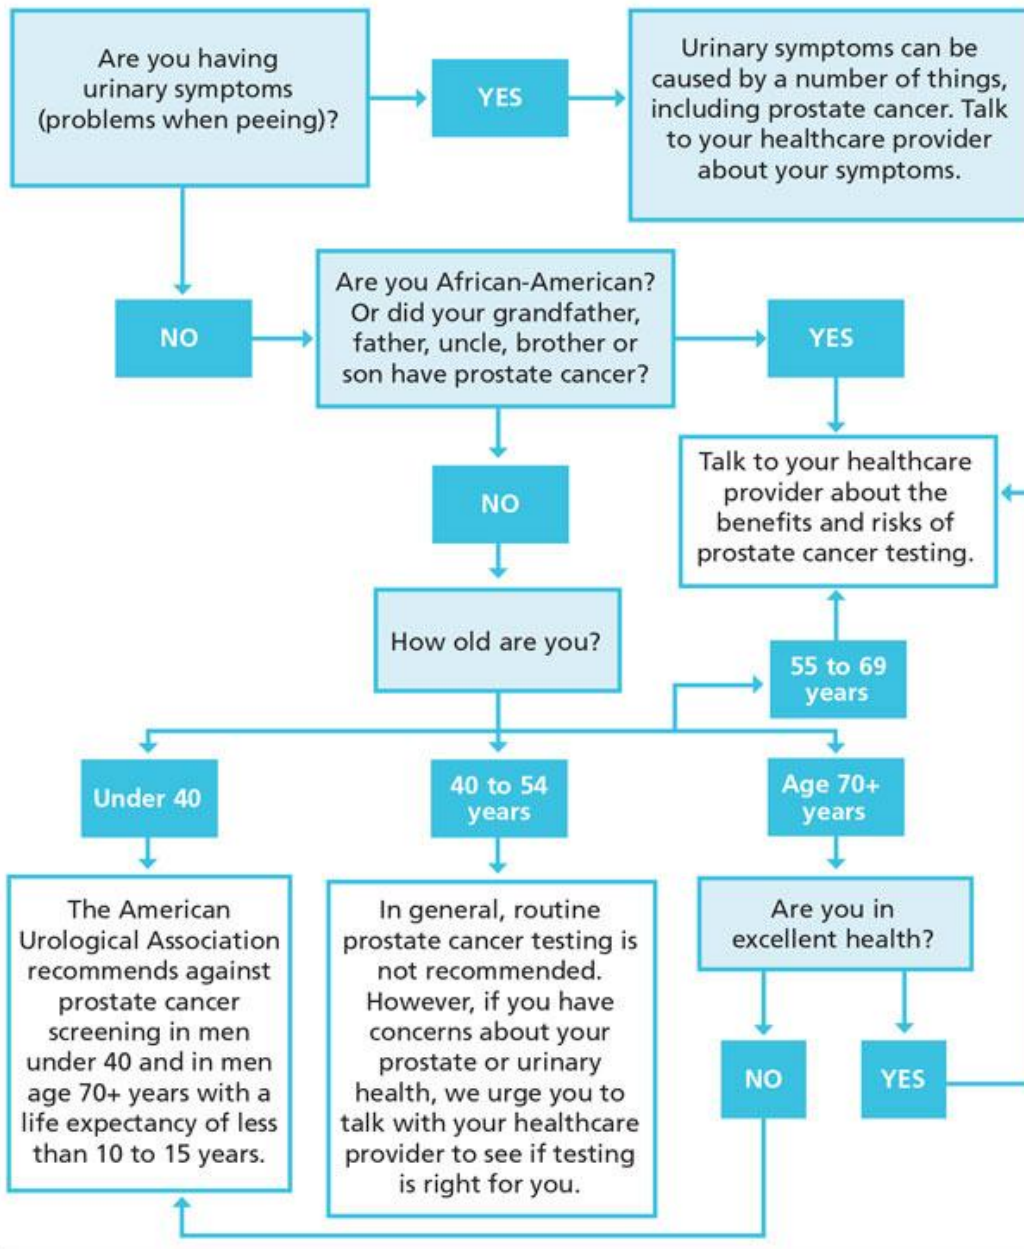 Are you having
urinary symptoms
(problems when peeing)?
YES
Urinary symptoms can be
caused by a number of things,
including prostate cancer. Talk
to your healthcare provider
about your symptoms.
NO
Are you African-American?
Or did your grandfather,
father, uncle, brother or
son have prostate cancer?
YES
NO
Talk to your healthcare
provider about the
benefits and risks of
prostate cancer testing.
How old are you?
55 to 69
years
Under 40
40 to 54
years
Age 70+
years
The American
Urological Association
recommends against
prostate cancer
screening in men
under 40 and in men
age 70+ years with a
life expectancy of less
than 10 to 15 years.
In general, routine
prostate cancer testing is
not recommended.
However, if you have
concerns about your
prostate or urinary
health, we urge you to
talk with your healthcare
provider to see if testing
is right for you.
Are you in
excellent health?
NO
YES